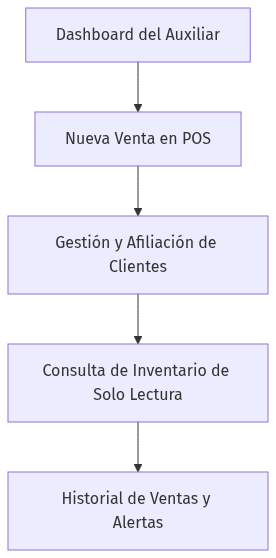 Dashboard del Auxiliar
Nueva Venta en POS
Gestión y Afiliación de
Clientes
Consulta de Inventario de
Solo Lectura
Historial de Ventas y
Alertas